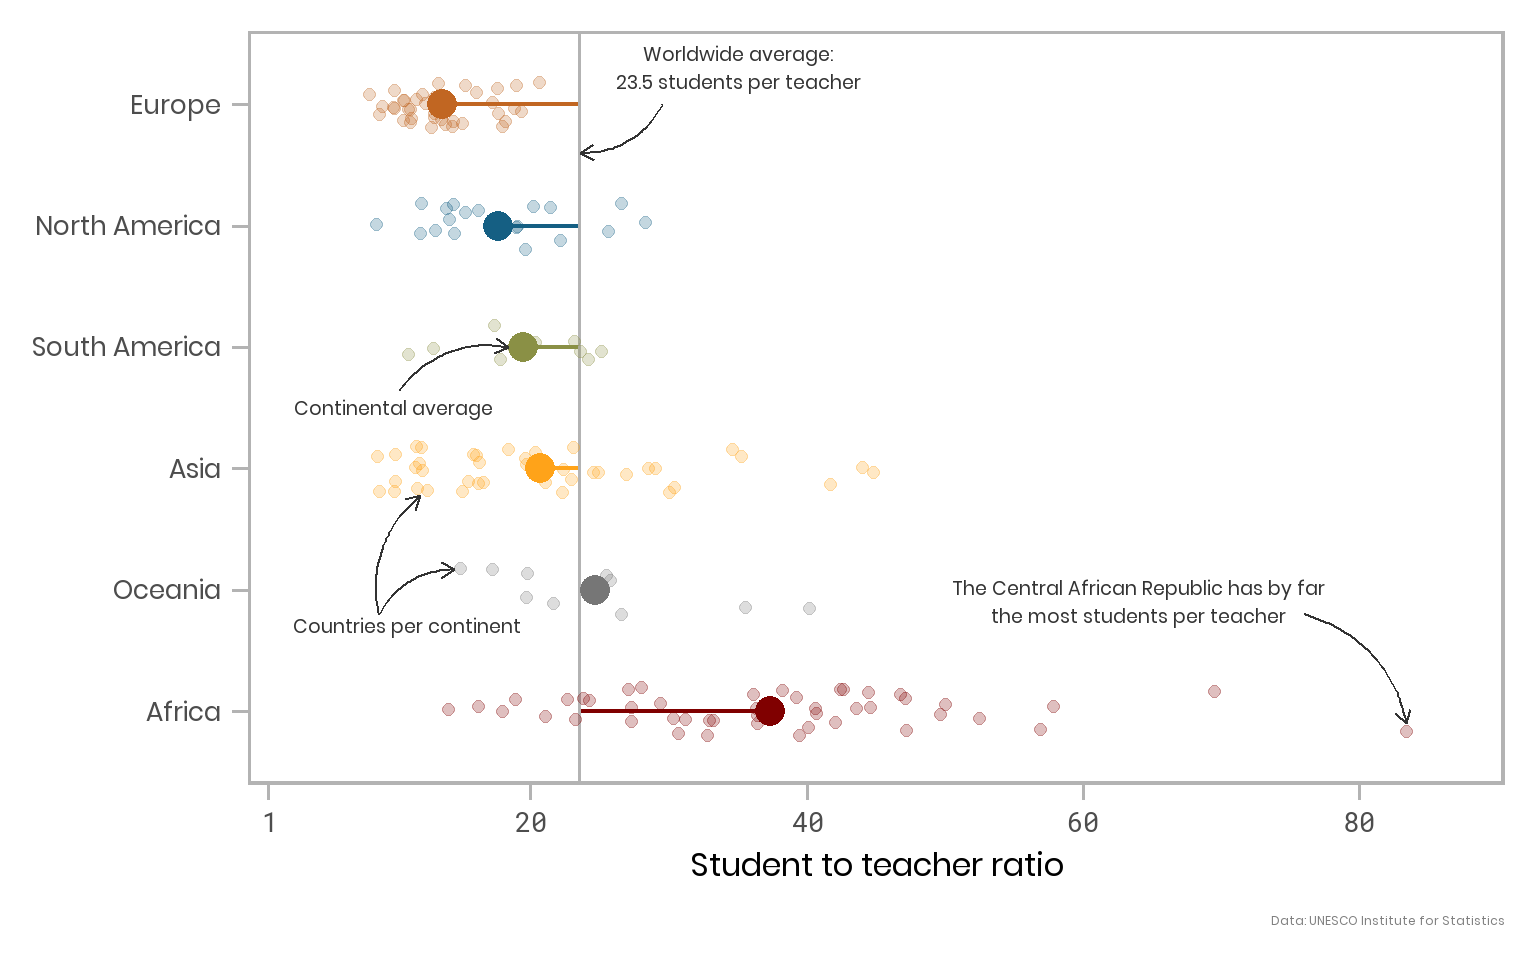 Worldwide average:
23.5 students per teacher
Europe
North America
South America
Continental average
Asia
Oceania
The Central African Republic has by far
the most students per teacher
Countries per continent
Africa
1 20 40 60 80
Student to teacher ratio
Data: UNESCO Institute for Statistics